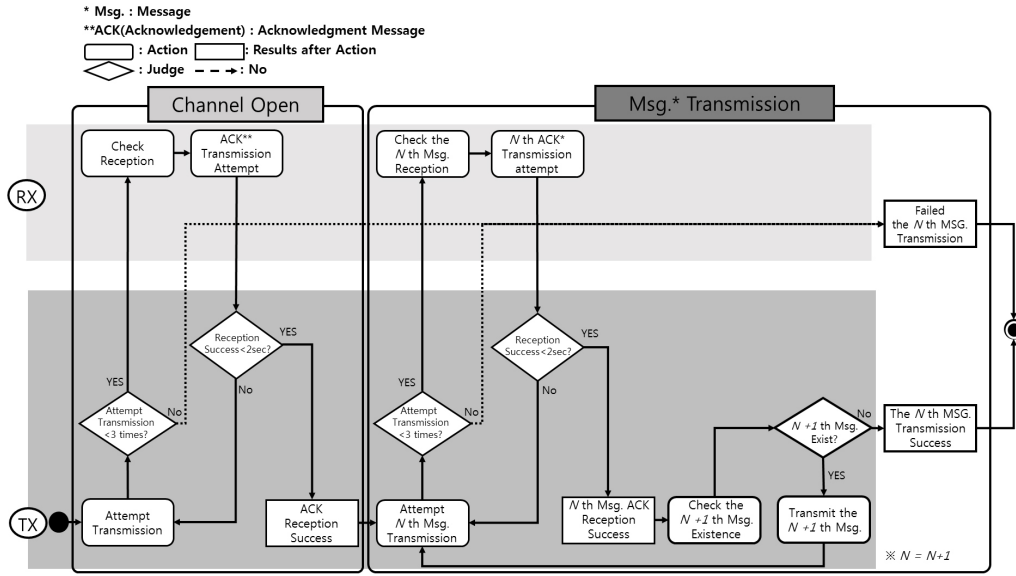 * Msg. : Message
**ACK(Acknowledgement) : Acknowledgment Message
: Action : Results after Action
: Judge : No
Channel Open
Msg.* Transmission
RX
Check
Reception
ACK**
Transmission
Attempt
Check the
N th Msg.
Reception
N th ACK*
Transmission
attempt
Failed
the N th MSG.
Transmission
Reception
Success<2sec?
YES
No
Attempt
Transmission
<3 times?
YES
No
Reception
Success<2sec?
YES
No
Attempt
Transmission
<3 times?
YES
No
N +1 th Msg.
Exist?
No
YES
The N th MSG.
Transmission
Success
TX
Attempt
Transmission
ACK
Reception
Success
Attempt
N th Msg.
Transmission
N th Msg. ACK
Reception
Success
Check the
N +1 th Msg.
Existence
Transmit the
N +1 th Msg.
※ N = N+1